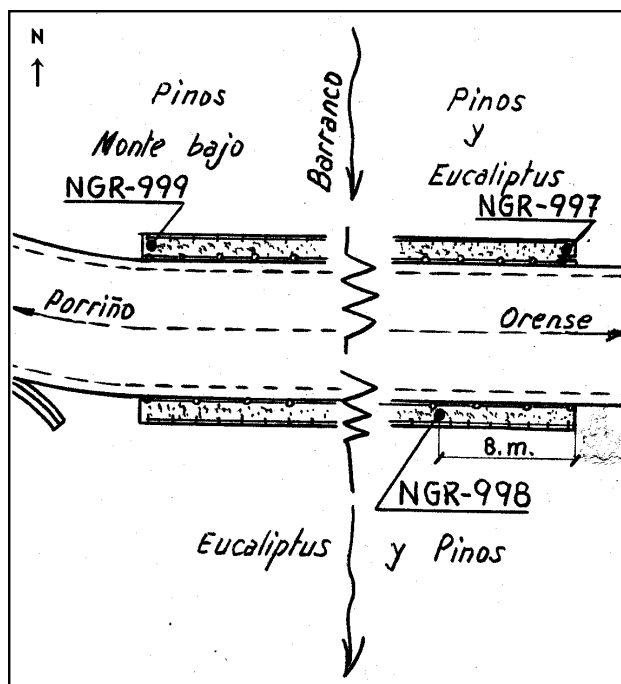 N
Pinos
Monte bajo
NGR-999
Barranco
Pinos
y
Eucaliptus
NGR-997
Porriño
Orense
8.m.
NGR-998
Eucaliptus y Pinos